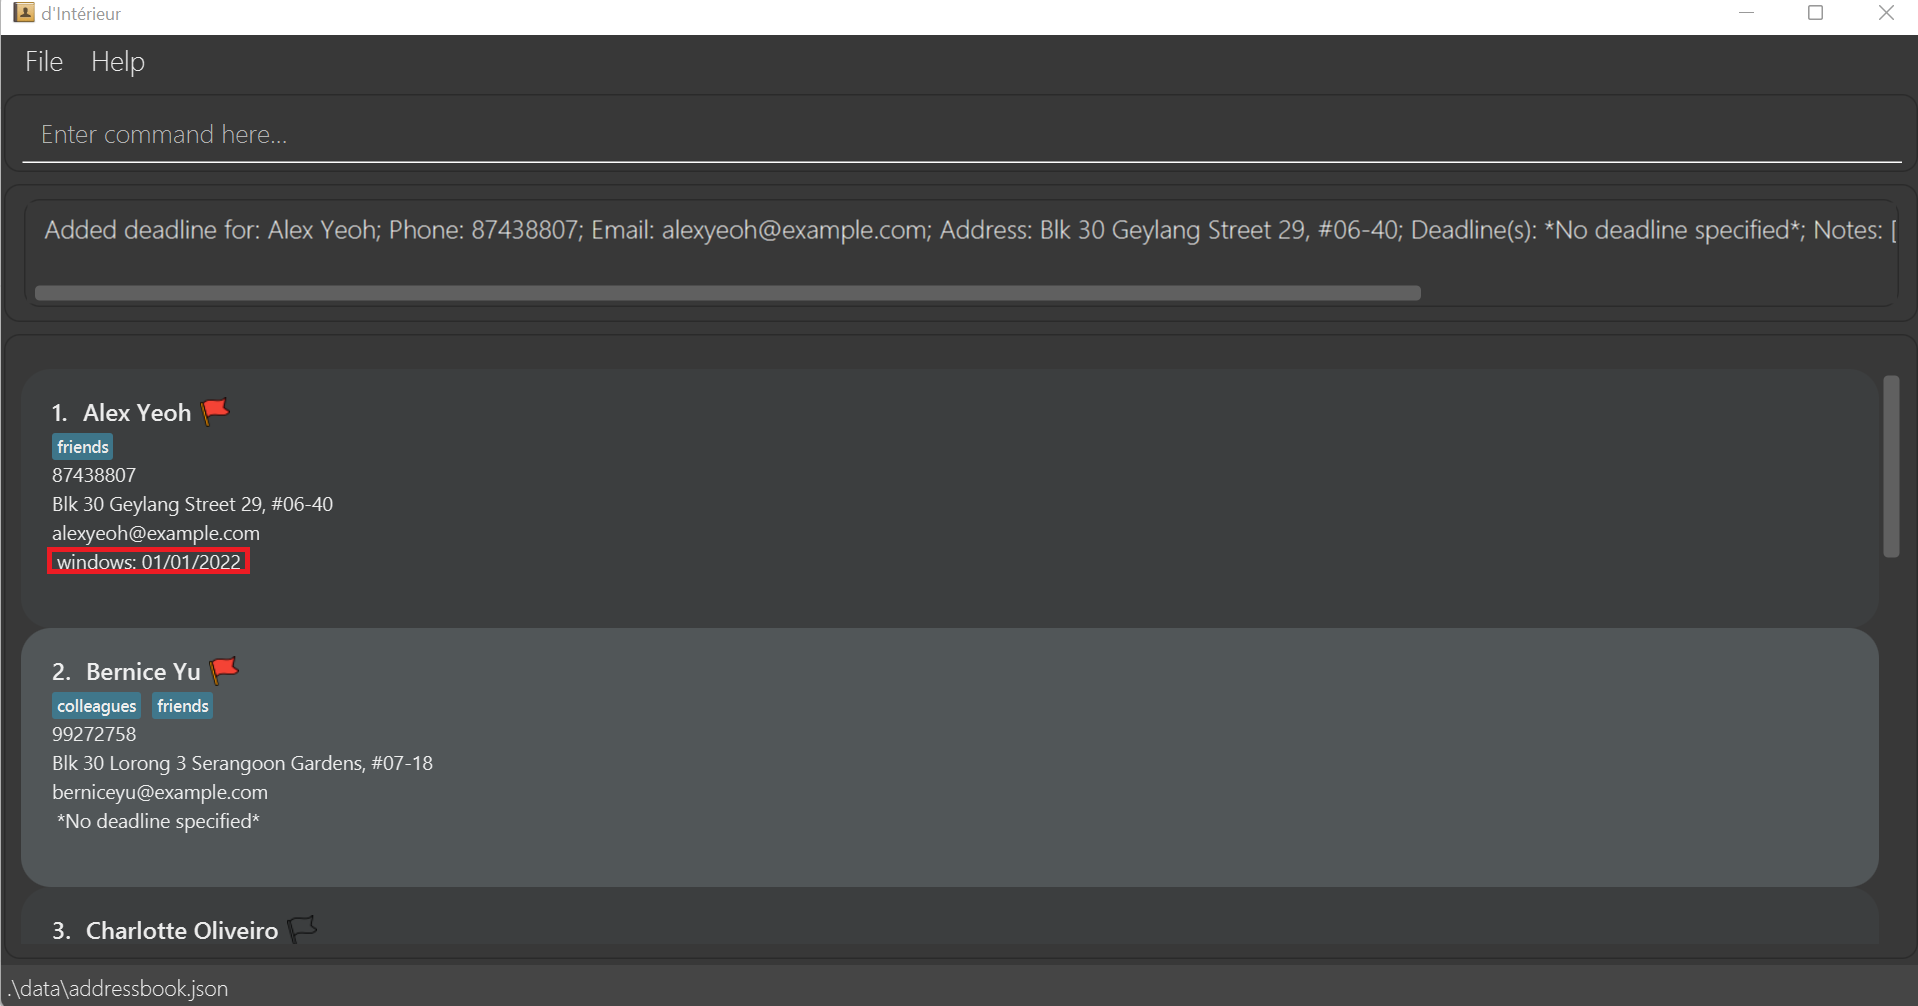 d'Intérieur
File Help
Enter command here...
Added deadline for: Alex Yeoh; Phone: 87438807; Email: alexyeoh@example.com; Address: Blk 30 Geylang Street 29, #06-40; Deadline(s): *No deadline specified*; Notes: [
1. Alex Yeoh
friends
87438807
Blk 30 Geylang Street 29, #06-40
alexyeoh@example.com
windows: 01/01/2022
2. Bernice Yu
colleagues friends
99272758
Blk 30 Lorong 3 Serangoon Gardens, #07-18
berniceyu@example.com
*No deadline specified*
3. Charlotte Oliveiro
.\data\addressbook.json